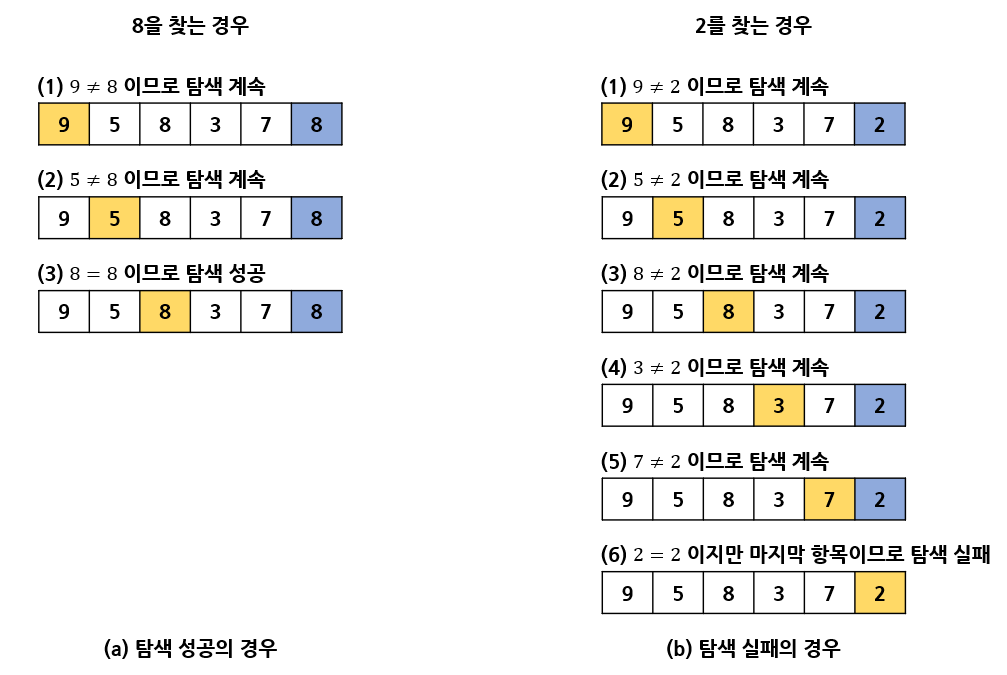 8을 찾는 경우
(1) 9 ≠ 8 이므로 탐색 계속
9 5 8 3 7 8
(2) 5 ≠ 8 이므로 탐색 계속
9 5 8 3 7 8
(3) 8 = 8 이므로 탐색 성공
9 5 8 3 7 8
(a) 탐색 성공의 경우
2를 찾는 경우
(1) 9 ≠ 2 이므로 탐색 계속
9 5 8 3 7 2
(2) 5 ≠ 2 이므로 탐색 계속
9 5 8 3 7 2
(3) 8 ≠ 2 이므로 탐색 계속
9 5 8 3 7 2
(4) 3 ≠ 2 이므로 탐색 계속
9 5 8 3 7 2
(5) 7 ≠ 2 이므로 탐색 계속
9 5 8 3 7 2
(6) 2 = 2 이지만 마지막 항목이므로 탐색 실패
9 5 8 3 7 2
(b) 탐색 실패의 경우